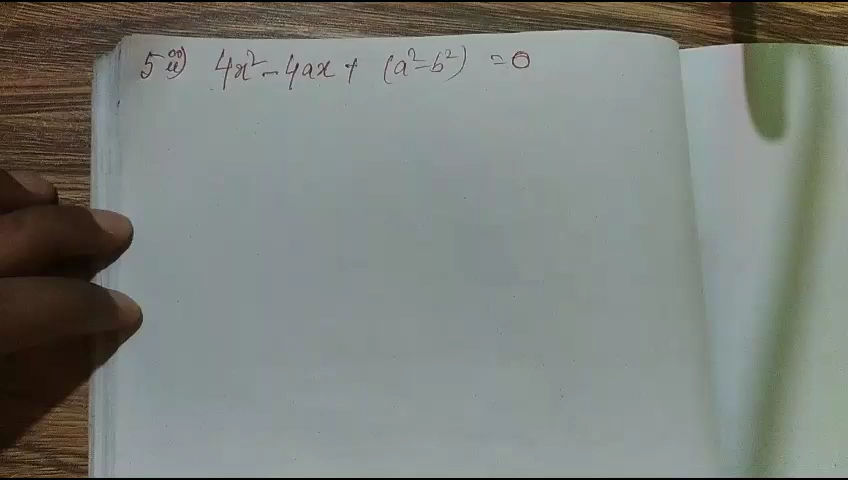 5 ii) 4x² - 4ax + (a² - b²) = 0